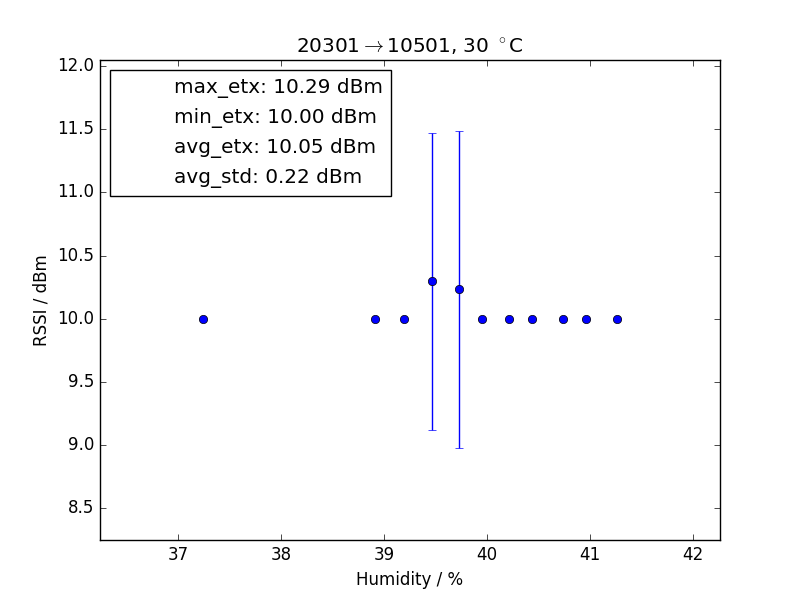 20301→10501, 30 °C
max_etx: 10.29 dBm
min_etx: 10.00 dBm
avg_etx: 10.05 dBm
avg_std: 0.22 dBm
12.0
11.5
11.0
10.5
10.0
9.5
9.0
8.5
RSSI / dBm
37 38 39 40 41 42
Humidity / %